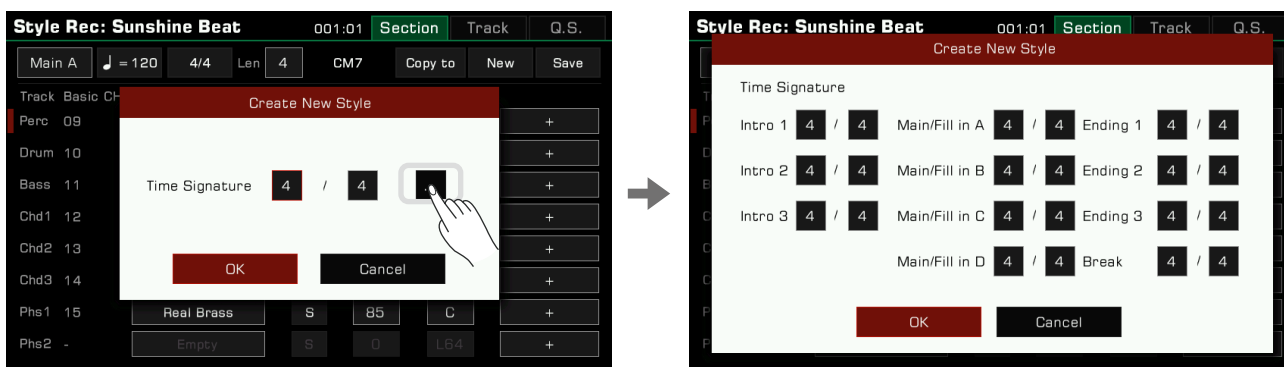 Style Rec: Sunshine Beat 001:01 Section Track Q.S.
Main A ♩=120 4/4 Len 4 CM7 Copy to New Save
Track Basic CH
Create New Style
Perc 09 +
Drum 10 +
Bass 11 +
Time Signature 4 / 4
Chd1 12 +
Chd2 13 +
OK Cancel
Chd3 14 +
Phs1 15 Real Brass S 85 C +
Phs2 - Empty S 0 L64 +
Style Rec: Sunshine Beat 001:01 Section Track Q.S.
Create New Style
Time Signature
Intro 1 4 / 4 Main/Fill in A 4 / 4 Ending 1 4 / 4
Intro 2 4 / 4 Main/Fill in B 4 / 4 Ending 2 4 / 4
Intro 3 4 / 4 Main/Fill in C 4 / 4 Ending 3 4 / 4
Main/Fill in D 4 / 4 Break 4 / 4
OK Cancel